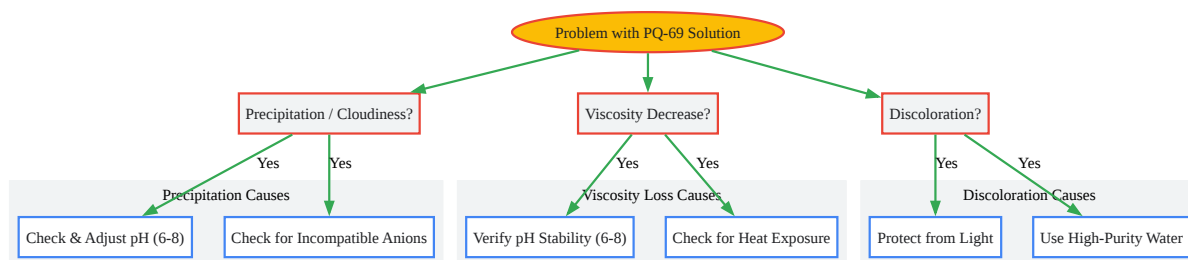 Problem with PQ-69 Solution
Precipitation / Cloudiness?
Viscosity Decrease?
Discoloration?
Yes
Yes
Yes
Yes
Yes
Yes
Precipitation Causes
Viscosity Loss Causes
Discoloration Causes
Check & Adjust pH (6-8)
Check for Incompatible Anions
Verify pH Stability (6-8)
Check for Heat Exposure
Protect from Light
Use High-Purity Water